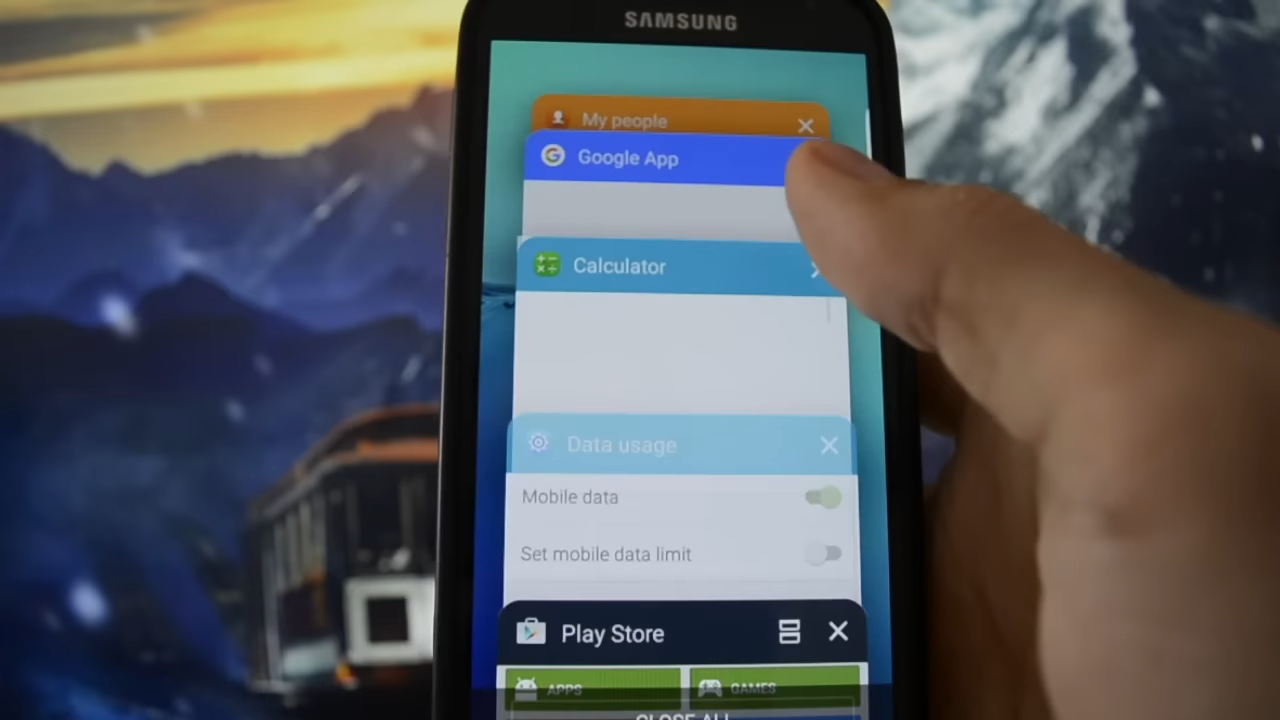 SAMSUNG
My people
Google App
Calculator
Data usage
Mobile data
Set mobile data limit
Play Store
APPS GAMES
CLOSE ALL